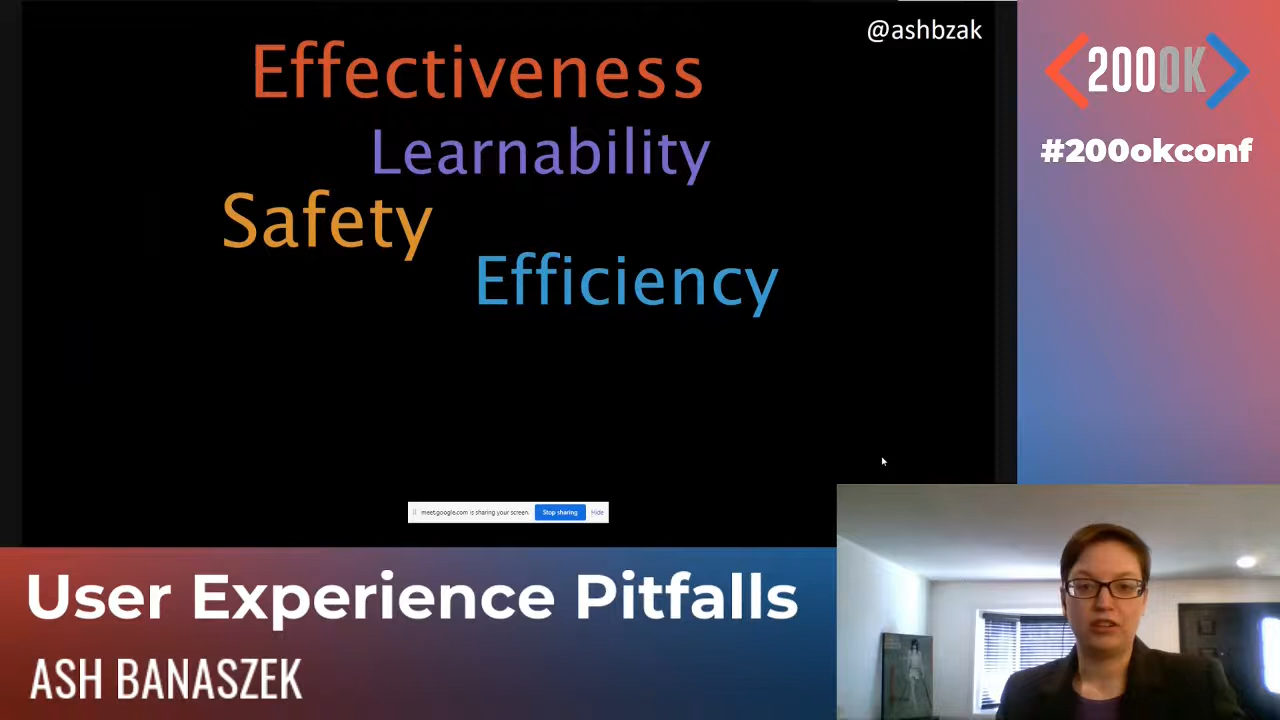 @ashbzak
Effectiveness
Learnability
Safety
Efficiency
200OK
#200okconf
meet.google.com is sharing your screen.
Stop sharing
Hide
User Experience Pitfalls
ASH BANASZEK